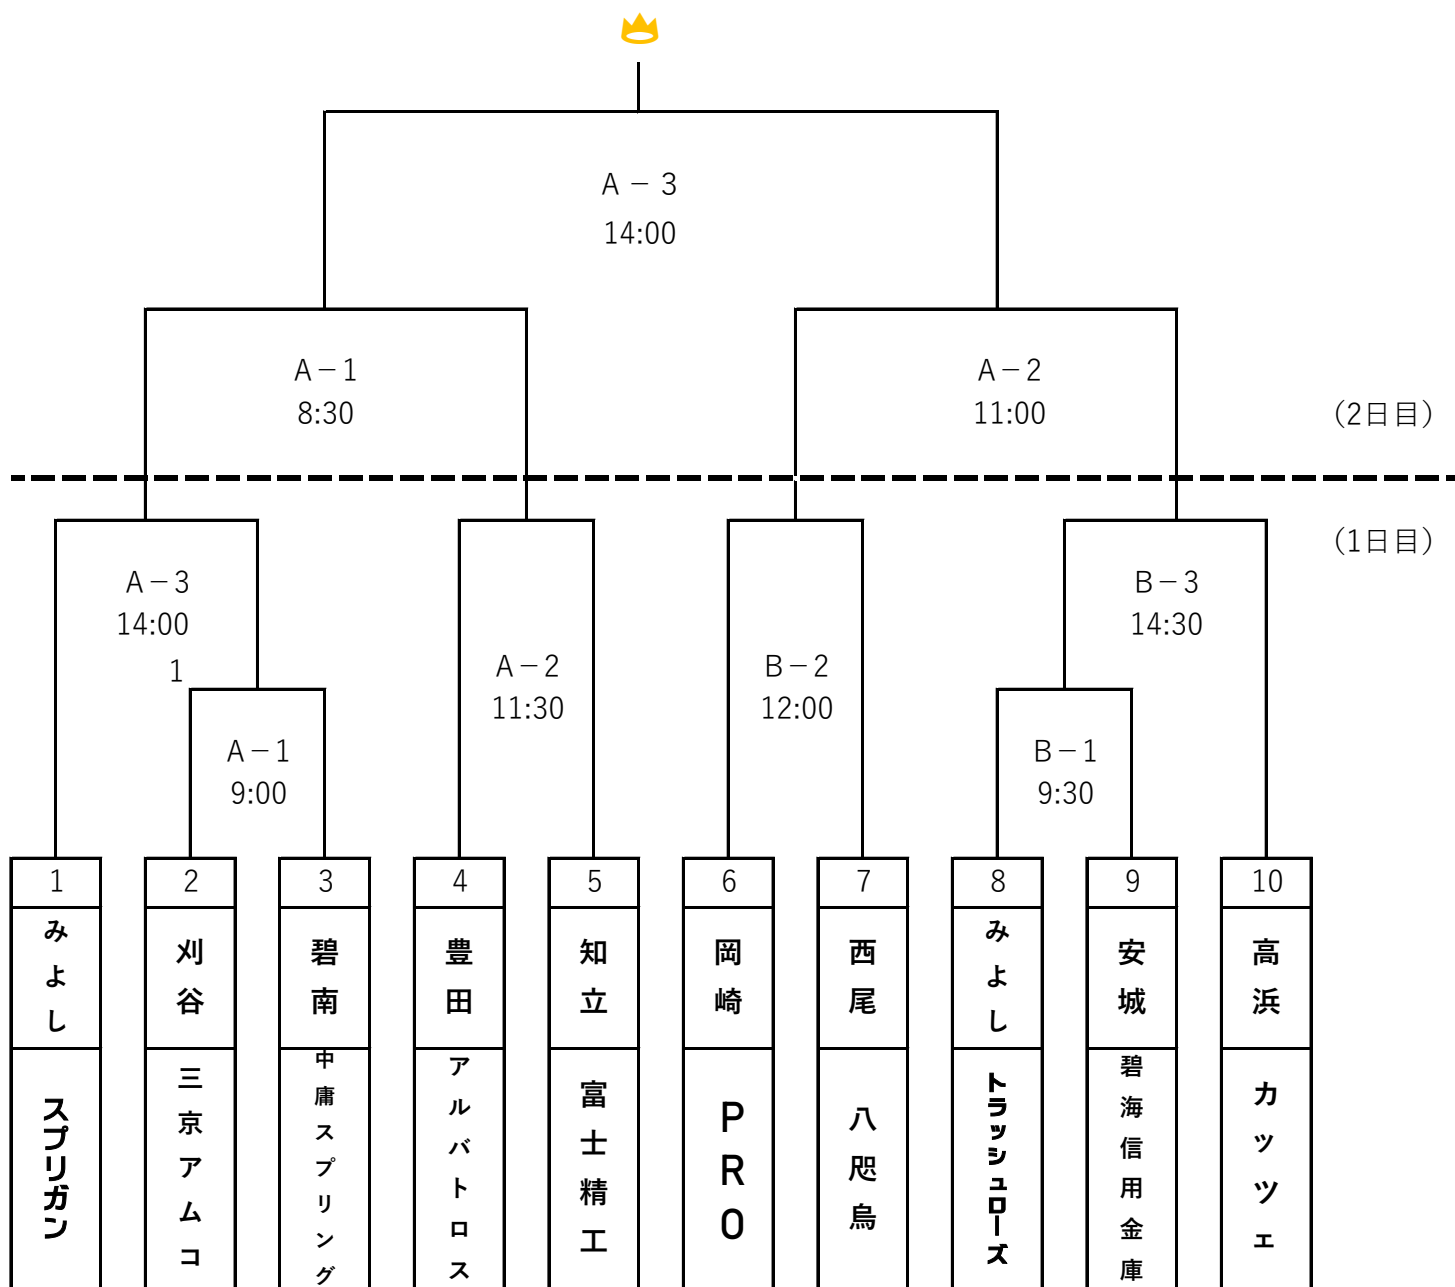 A－3
14:00
A－1
8:30
A－2
11:00
（2日目）
（1日目）
A－3
14:00
1
B－3
14:30
A－2
11:30
B－2
12:00
A－1
9:00
B－1
9:30
1
みよし
スプリガン
2
刈谷
三京アムコ
3
碧南
中庸スプリング
4
豊田
アルバトロス
5
知立
富士精工
6
岡崎
PRO
7
西尾
八咫烏
8
みよし
トラッシュローズ
9
安城
碧海信用金庫
10
高浜
カッツェ